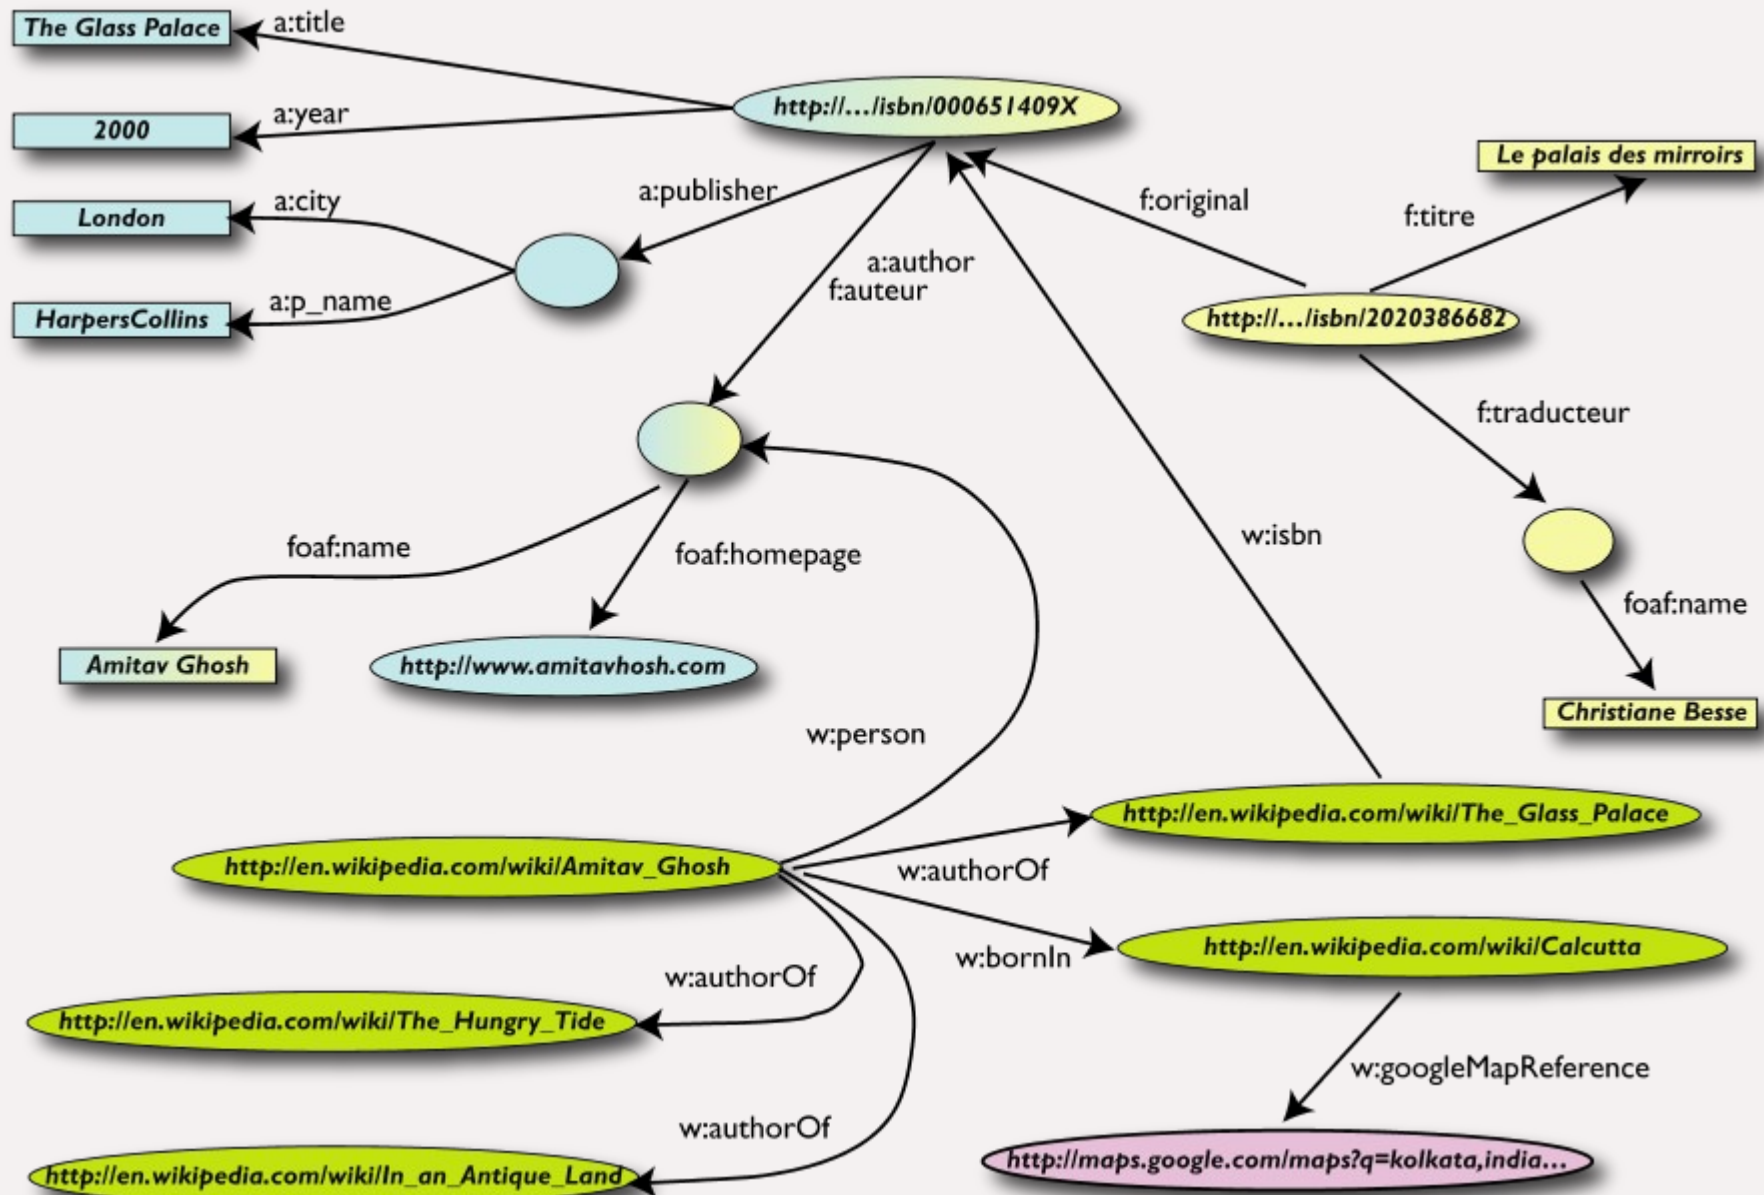 The Glass Palace
a:title
http://…/isbn/000651409X
2000
a:year
Le palais des mirroirs
a:publisher
f:original
London
a:city
f:titre
a:author
f:auteur
HarpersCollins
a:p_name
http://…/isbn/2020386682
f:traducteur
w:isbn
foaf:name
foaf:homepage
foaf:name
Amitav Ghosh
http://www.amitavhosh.com
Christiane Besse
w:person
http://en.wikipedia.com/wiki/The_Glass_Palace
http://en.wikipedia.com/wiki/Amitav_Ghosh
w:authorOf
http://en.wikipedia.com/wiki/Calcutta
w:bornIn
w:authorOf
http://en.wikipedia.com/wiki/The_Hungry_Tide
w:googleMapReference
w:authorOf
http://maps.google.com/maps?q=kolkata,india…
http://en.wikipedia.com/wiki/In_an_Antique_Land